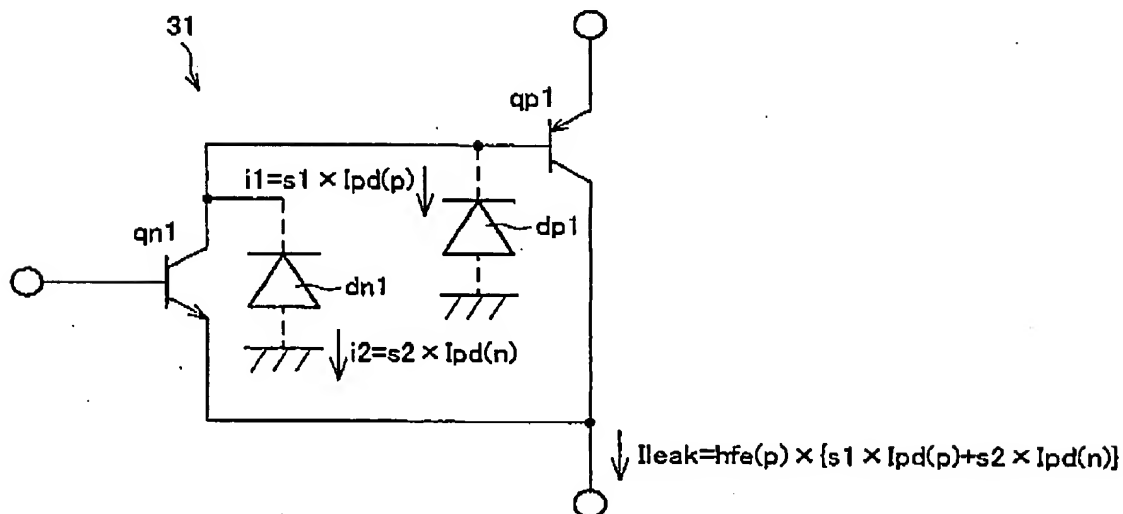 31
qp1
i1=s1×Ipd(p)
dp1
qn1
dn1
i2=s2×Ipd(n)
Ileak=hfe(p)×{s1×Ipd(p)+s2×Ipd(n)}